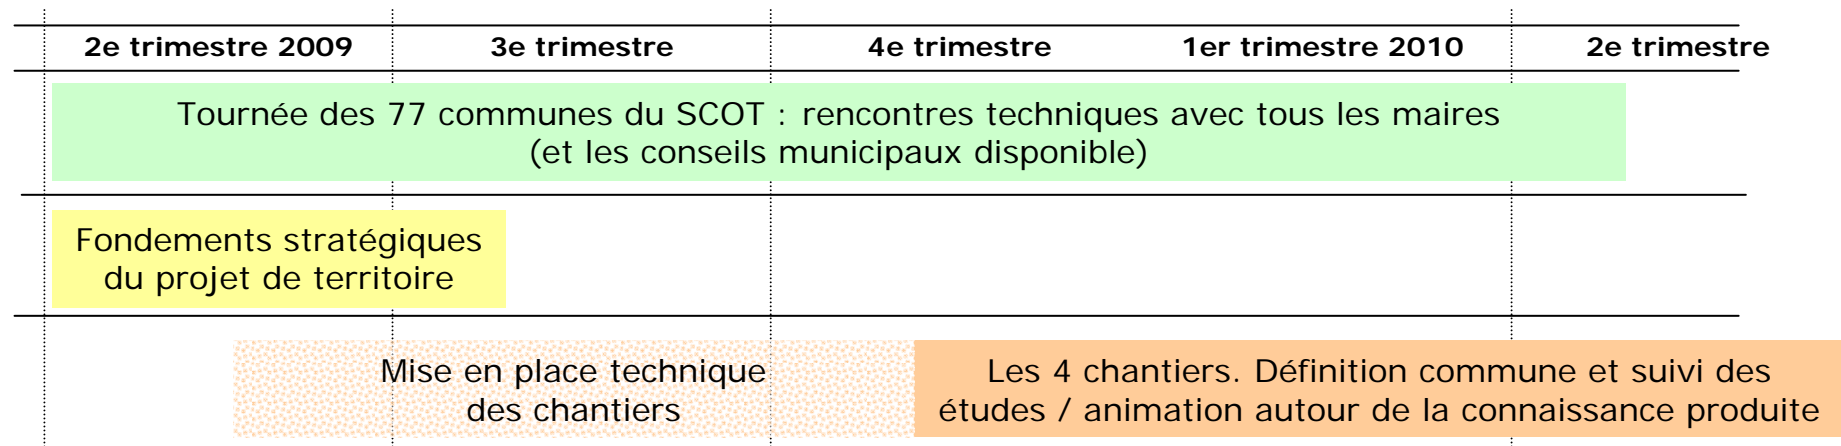 2e trimestre 2009 3e trimestre 4e trimestre 1er trimestre 2010 2e trimestre
Tournée des 77 communes du SCOT : rencontres techniques avec tous les maires
(et les conseils municipaux disponible)
Fondements stratégiques
du projet de territoire
Mise en place technique
des chantiers
Les 4 chantiers. Définition commune et suivi des
études / animation autour de la connaissance produite